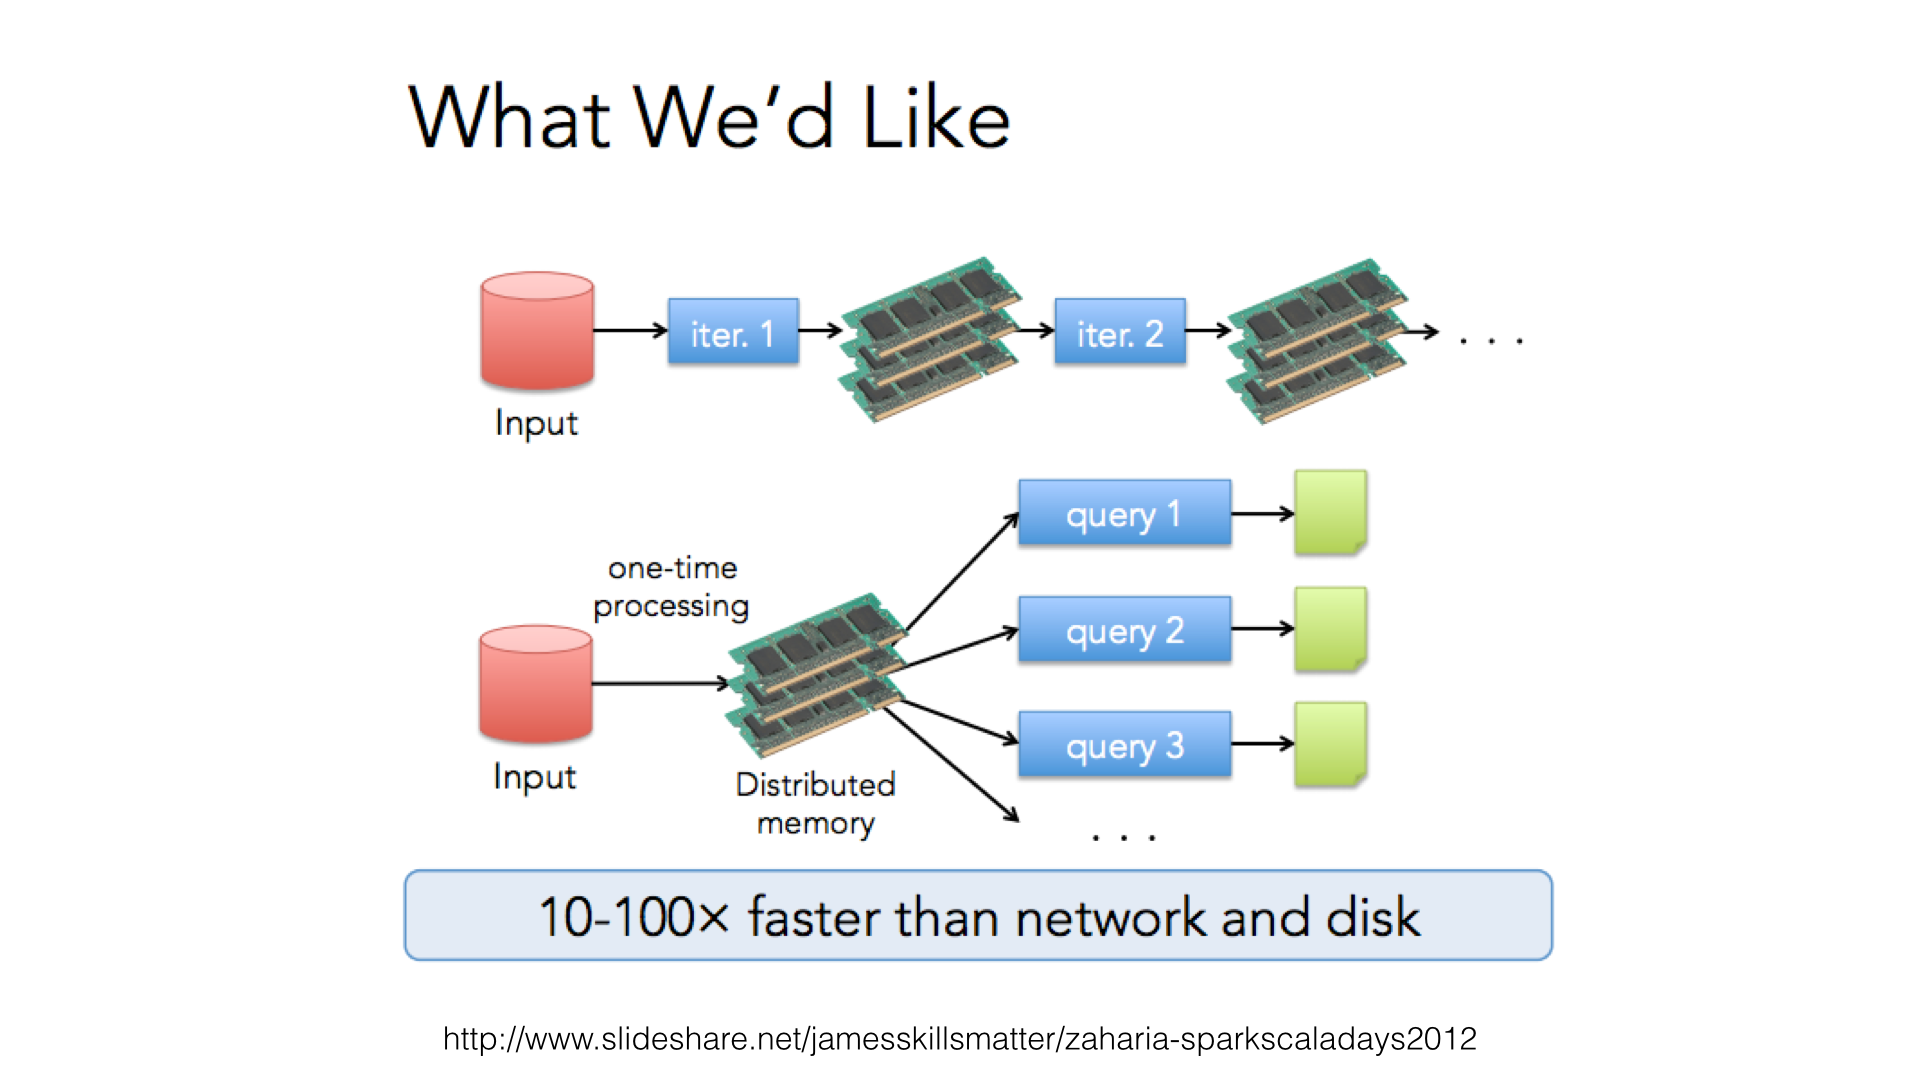 What We’d Like
iter. 1
iter. 2
. . .
Input
one-time
processing
Input
Distributed
memory
query 1
query 2
query 3
. . .
10-100× faster than network and disk
http://www.slideshare.net/jamesskillsmatter/zaharia-sparkscaladays2012